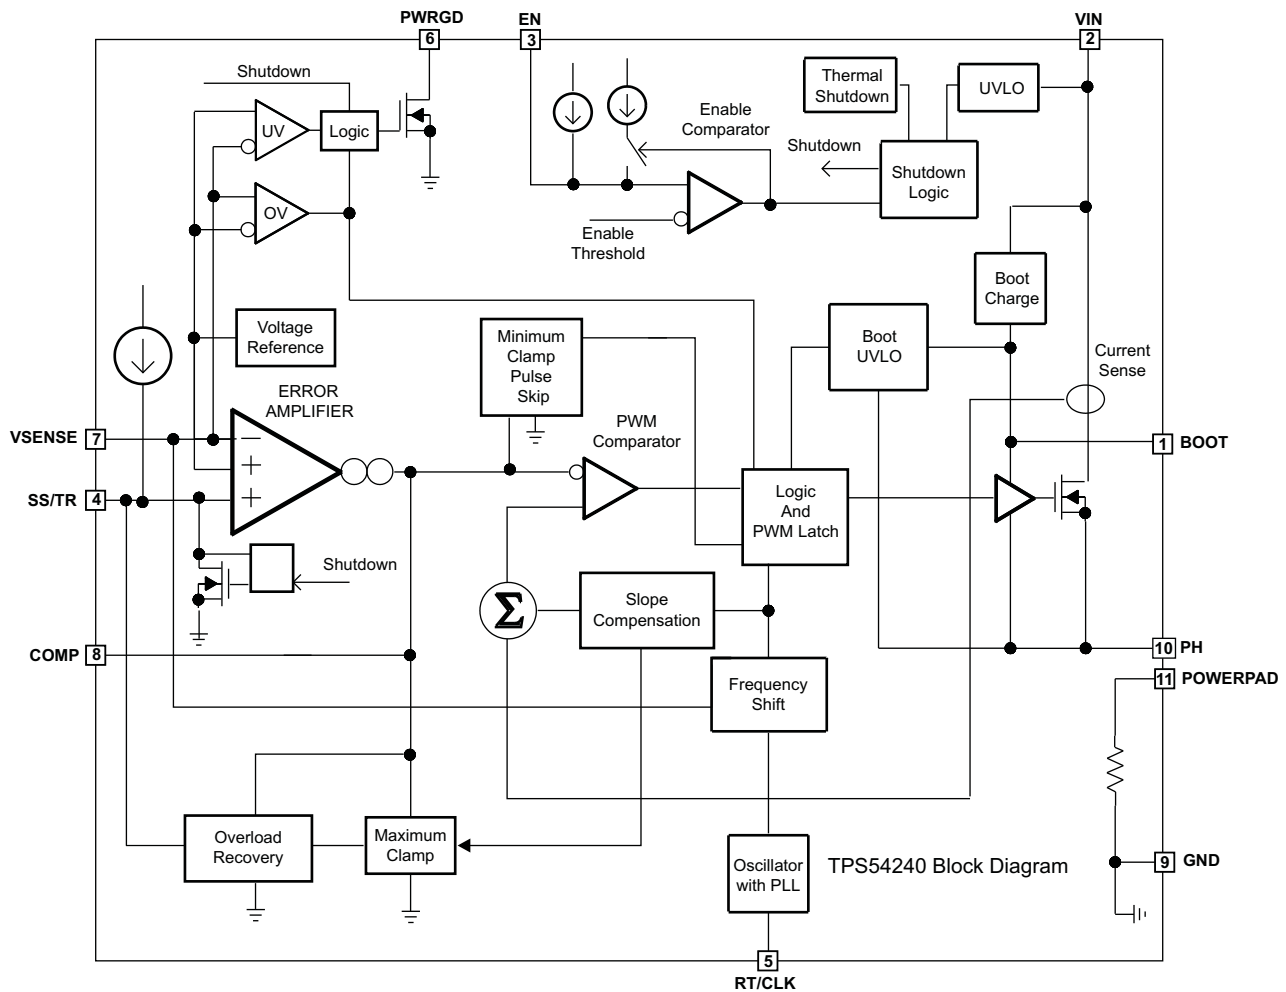 PWRGD
EN
VIN
6
3
2
Shutdown
Thermal
Shutdown
UVLO
UV
Logic
Enable
Comparator
Shutdown
Shutdown
Logic
OV
Enable
Threshold
Boot
Charge
Voltage
Reference
Minimum
Clamp
Pulse
Skip
Boot
UVLO
Current
Sense
ERROR
AMPLIFIER
PWM
Comparator
VSENSE
7
−
+
+
1
BOOT
SS/TR
4
Logic
And
PWM Latch
Shutdown
Σ
Slope
Compensation
COMP
8
10
PH
11
POWERPAD
Frequency
Shift
Overload
Recovery
Maximum
Clamp
Oscillator
with PLL
TPS54240 Block Diagram
9
GND
5
RT/CLK